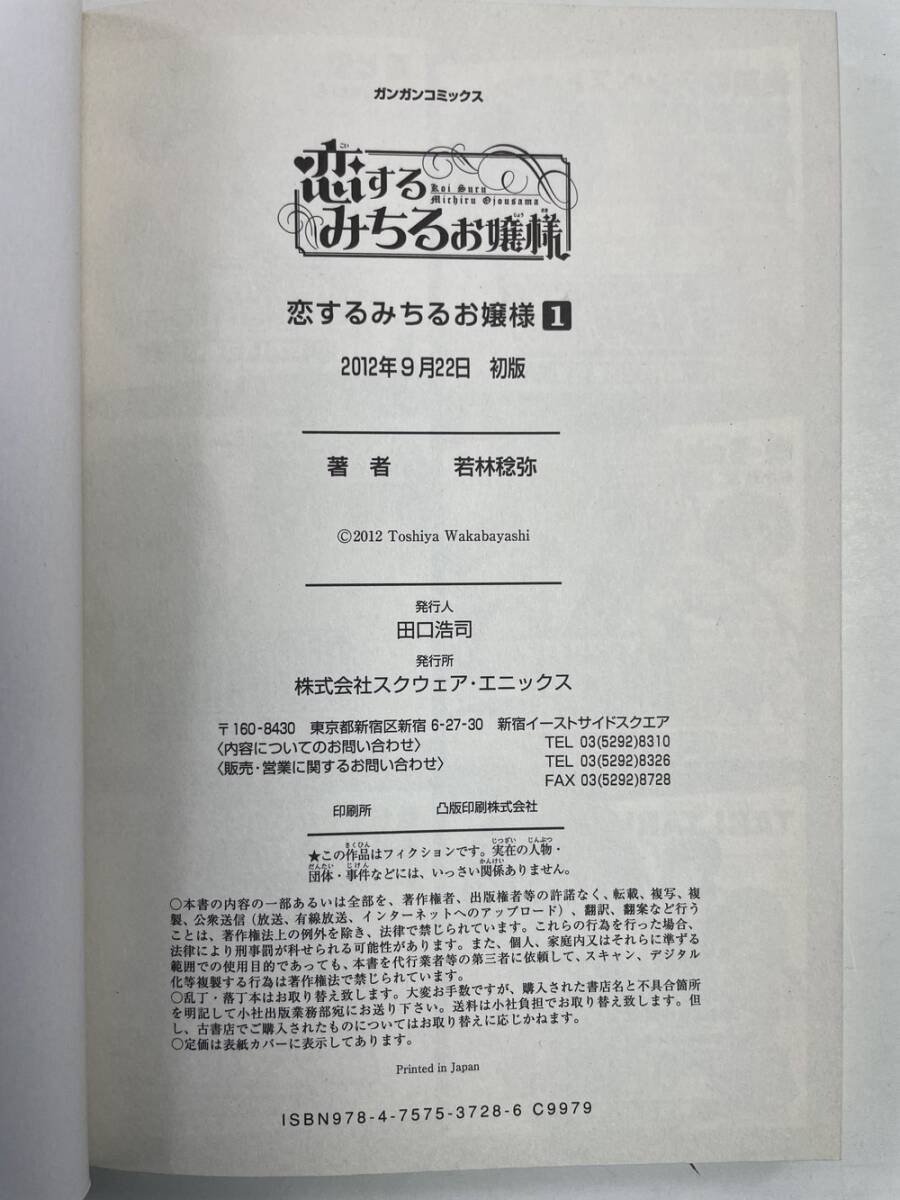 ガンガンコミックス
恋する
Koi Suru
Michiru Ojousama
みちるお嬢様
恋するみちるお嬢様 1
2012年9月22日 初版
著 者 若林稔弥
©2012 Toshiya Wakabayashi
発行人
田口浩司
発行所
株式会社スクウェア・エニックス
〒160-8430 東京都新宿区新宿 6-27-30 新宿イーストサイドスクエア
〈内容についてのお問い合わせ〉 TEL 03(5292)8310
〈販売・営業に関するお問い合わせ〉 TEL 03(5292)8326
FAX 03(5292)8728
印刷所 凸版印刷株式会社
★この作品はフィクションです。実在の人物・
団体・事件などには、いっさい関係ありません。
○本書の内容の一部あるいは全部を、著作権者、出版権者等の許諾なく、転載、複写、複
製、公衆送信(放送、有線放送、インターネットへのアップロード)、翻訳、翻案など行う
ことは、著作権法上の例外を除き、法律で禁じられています。これらの行為を行った場合、
法律により刑事罰が科せられる可能性があります。また、個人、家庭内又はそれらに準ずる
範囲での使用目的であっても、本書を代行業者等の第三者に依頼して、スキャン、デジタル
化等複製する行為は著作権法で禁じられています。
○乱丁・落丁本はお取り替え致します。大変お手数ですが、購入された書店名と不具合箇所
を明記して小社出版業務部宛にお送り下さい。送料は小社負担でお取り替え致します。但
し、古書店でご購入されたものについてはお取り替えに応じかねます。
○定価は表紙カバーに表示してあります。
Printed in Japan
ISBN978-4-7575-3728-6 C9979